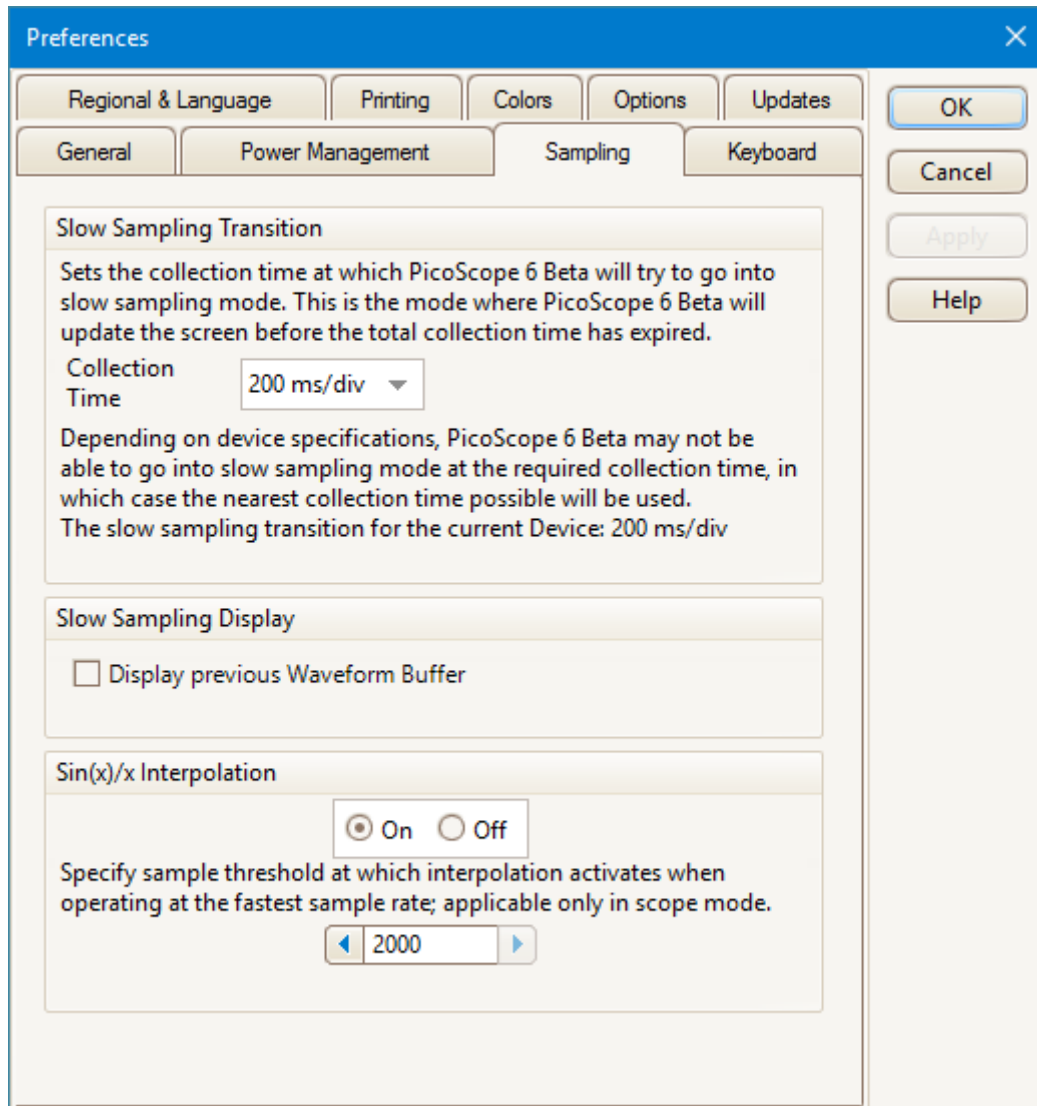 Preferences
Regional & Language
Printing
Colors
Options
Updates
General
Power Management
Sampling
Keyboard
OK
Cancel
Apply
Help
Slow Sampling Transition
Sets the collection time at which PicoScope 6 Beta will try to go into
slow sampling mode. This is the mode where PicoScope 6 Beta will
update the screen before the total collection time has expired.
Collection
Time
200 ms/div
Depending on device specifications, PicoScope 6 Beta may not be
able to go into slow sampling mode at the required collection time, in
which case the nearest collection time possible will be used.
The slow sampling transition for the current Device: 200 ms/div
Slow Sampling Display
Display previous Waveform Buffer
Sin(x)/x Interpolation
On
Off
Specify sample threshold at which interpolation activates when
operating at the fastest sample rate; applicable only in scope mode.
2000